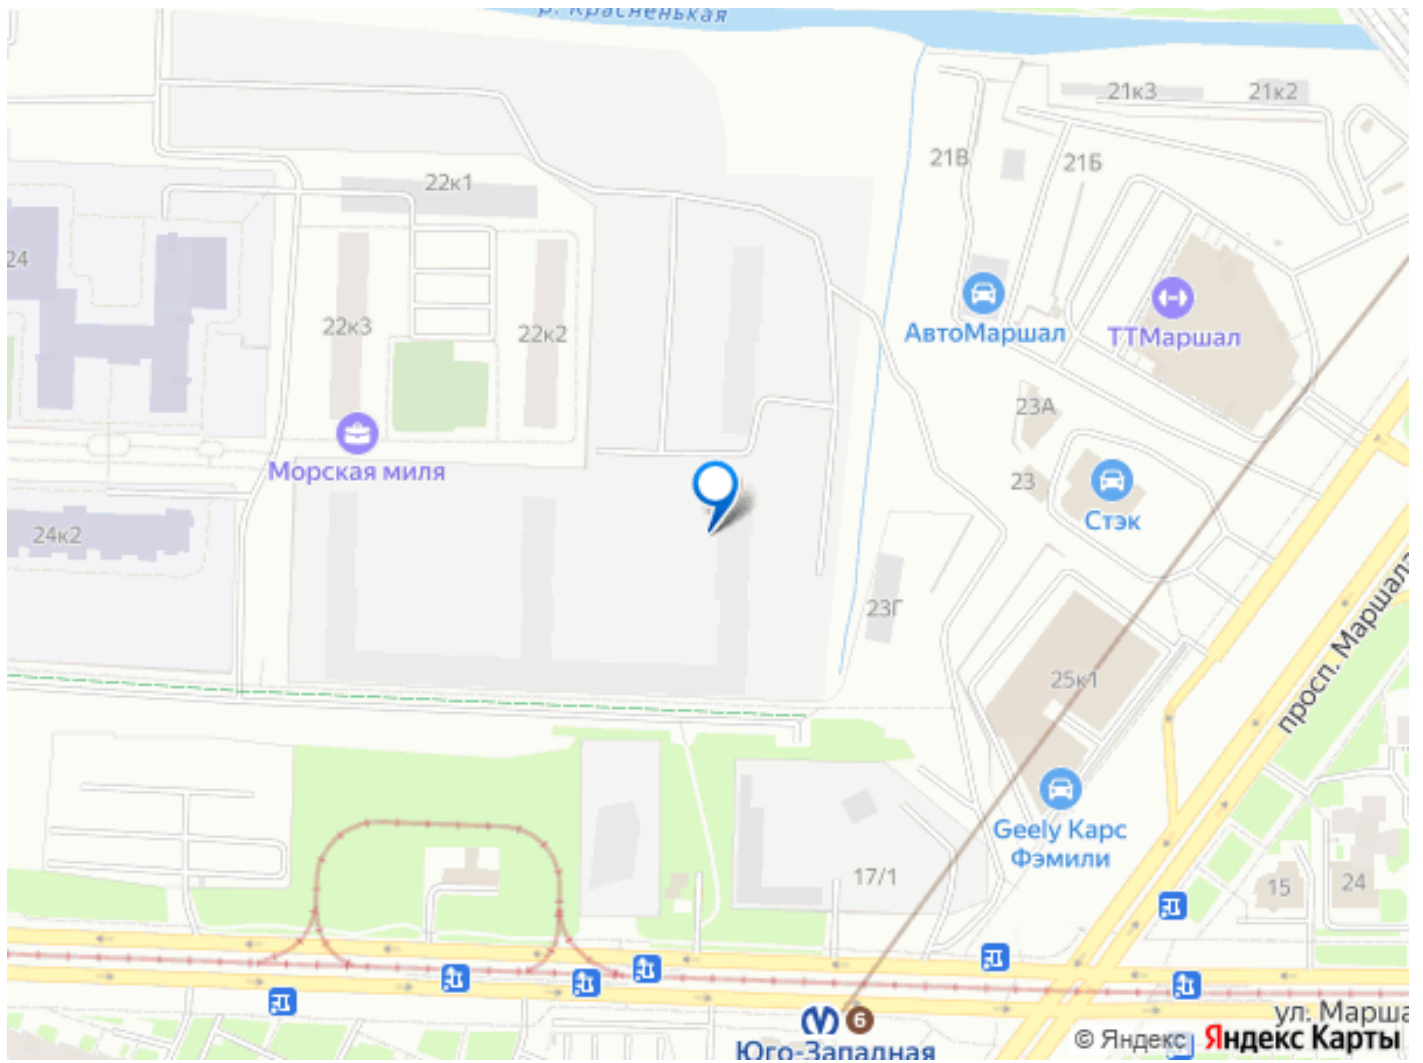 р. Красненькая
21к3
21к2
21В
21Б
22к1
24
22к3
22к2
АвтоМаршал
ТТМаршал
23А
Морская миля
23
Стэк
24к2
23Г
25к1
просп. Маршала
Geely Карс
Фэмили
17/1
15
24
6
Юго-Западная
ул. Марша
© Яндекс
Яндекс Карты